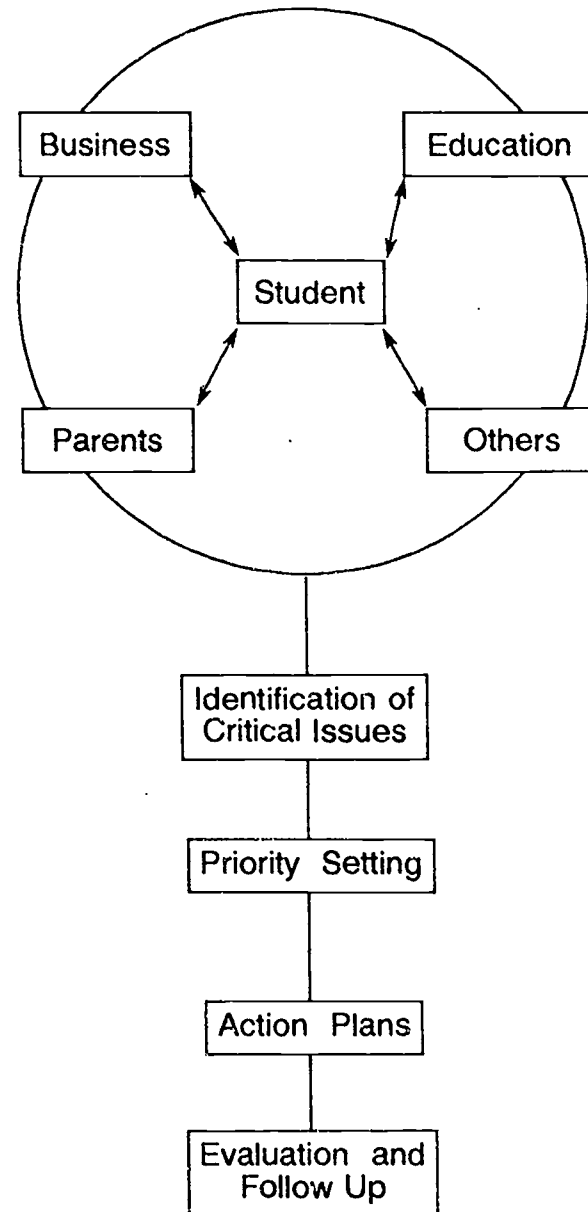 Business
Education
Student
Parents
Others
Identification of
Critical Issues
Priority Setting
Action Plans
Evaluation and
Follow Up